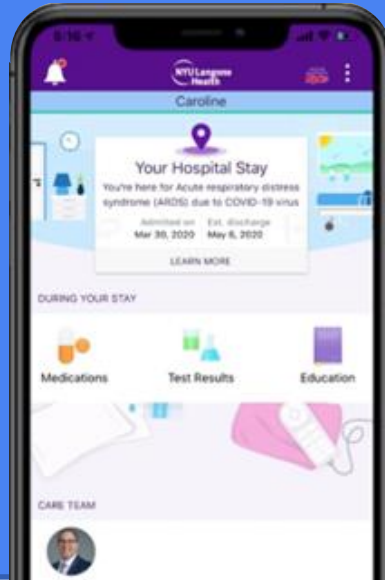 5:16
NYU Langone
Health
Caroline
Your Hospital Stay
You're here for Acute respiratory distress
syndrome (ARDS) due to COVID-19 virus
Admitted on Est. discharge
Mar 30, 2020 May 6, 2020
LEARN MORE
DURING YOUR STAY
Medications Test Results Education
CARE TEAM